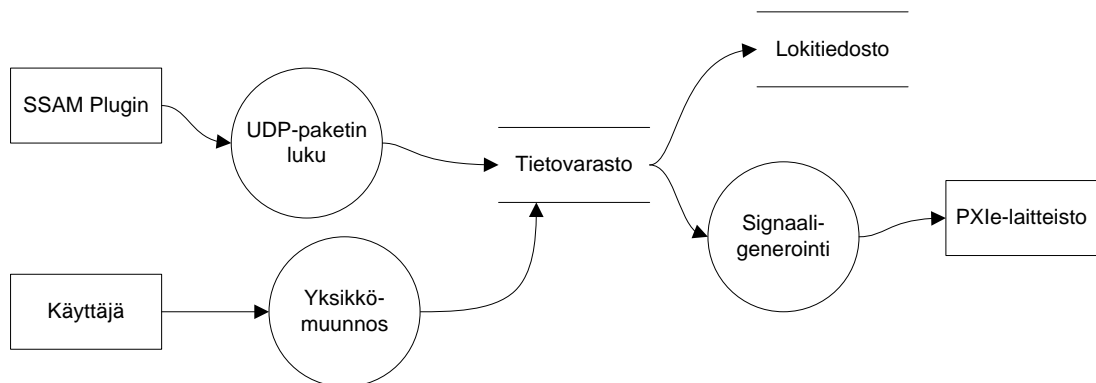 Lokitiedosto
SSAM Plugin
UDP-paketin
luku
Tietovarasto
Signaali-
generointi
PXIe-laitteisto
Käyttäjä
Yksikkö-
muunnos